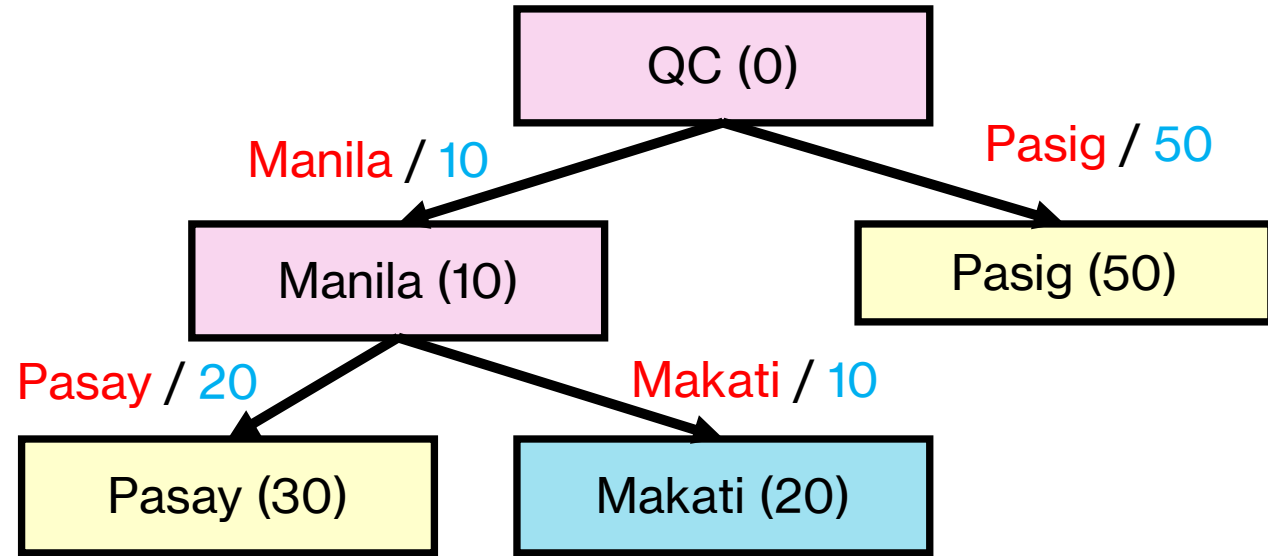 QC (0)
Manila / 10
Pasig / 50
Manila (10)
Pasig (50)
Pasay / 20
Makati / 10
Pasay (30)
Makati (20)